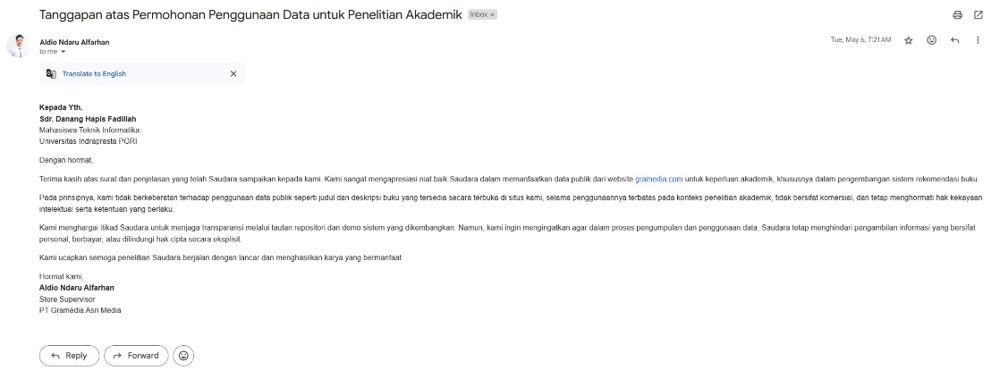 Tanggapan atas Permohonan Penggunaan Data untuk Penelitian Akademik Inbox ×
Aldio Ndaru Alfarhan
Tue, May 6, 7:21 AM
to me
Translate to English
Kepada Yth.
Sdr. Danang Hapis Fadillah
Mahasiswa Teknik Informatika
Universitas Indraprasta PGRI
Dengan hormat,
Terima kasih atas surat dan penjelasan yang telah Saudara sampaikan kepada kami. Kami sangat mengapresiasi niat baik Saudara dalam memanfaatkan data publik dari website gramedia.com untuk keperluan akademik, khususnya dalam pengembangan sistem rekomendasi buku.
Pada prinsipnya, kami tidak berkeberatan terhadap penggunaan data publik seperti judul dan deskripsi buku yang tersedia secara terbuka di situs kami, selama penggunaannya terbatas pada konteks penelitian akademik, tidak bersifat komersial, dan tetap menghormati hak kekayaan
intelektual serta ketentuan yang berlaku.
Kami menghargai itikad Saudara untuk menjaga transparansi melalui tautan repositori dan demo sistem yang dikembangkan. Namun, kami ingin mengingatkan agar dalam proses pengumpulan dan penggunaan data, Saudara tetap menghindari pengambilan informasi yang bersifat
personal, berbayar, atau dilindungi hak cipta secara eksplisit.
Kami ucapkan semoga penelitian Saudara berjalan dengan lancar dan menghasilkan karya yang bermanfaat.
Hormat kami,
Aldio Ndaru Alfarhan
Store Supervisor
PT Gramedia Asri Media
Reply
Forward